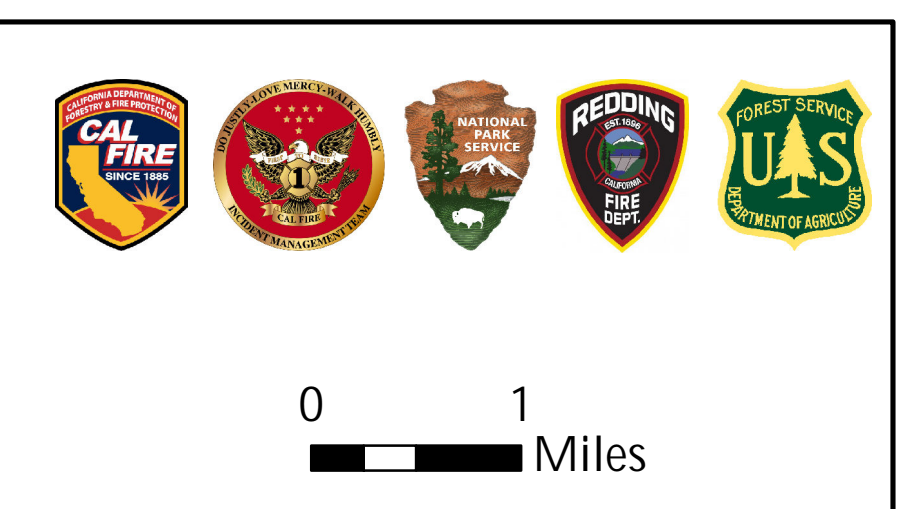 CALIFORNIA DEPARTMENT OF
FORESTRY & FIRE PROTECTION
CAL
FIRE
SINCE 1885
DO JUSTLY-LOVE MERCY-WALK HUMBLY
1
CAL FIRE
INCIDENT MANAGEMENT TEAM
NATIONAL
PARK
SERVICE
REDDING
EST. 1886
CALIFORNIA
FIRE
DEPT.
FOREST SERVICE
US
DEPARTMENT OF AGRICULTURE
0 1
Miles